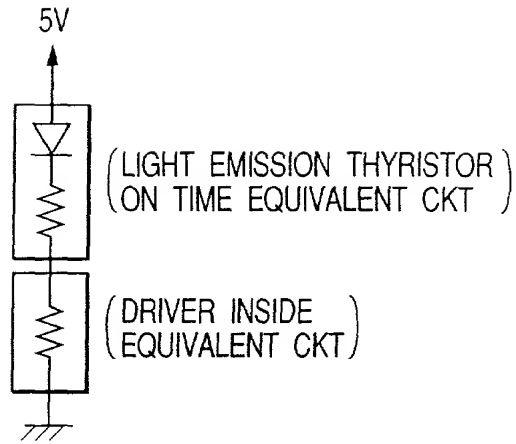 5V
(LIGHT EMISSION THYRISTOR
ON TIME EQUIVALENT CKT)
(DRIVER INSIDE
EQUIVALENT CKT)